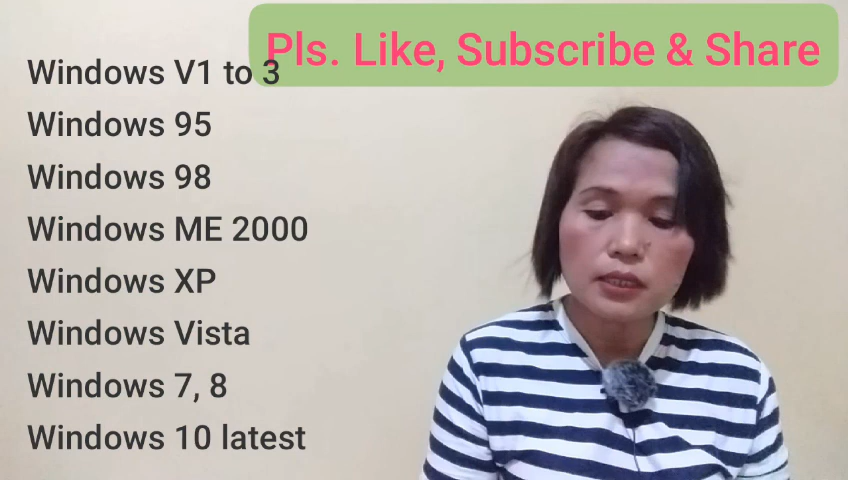 Pls. Like, Subscribe & Share
Windows V1 to 3
Windows 95
Windows 98
Windows ME 2000
Windows XP
Windows Vista
Windows 7, 8
Windows 10 latest